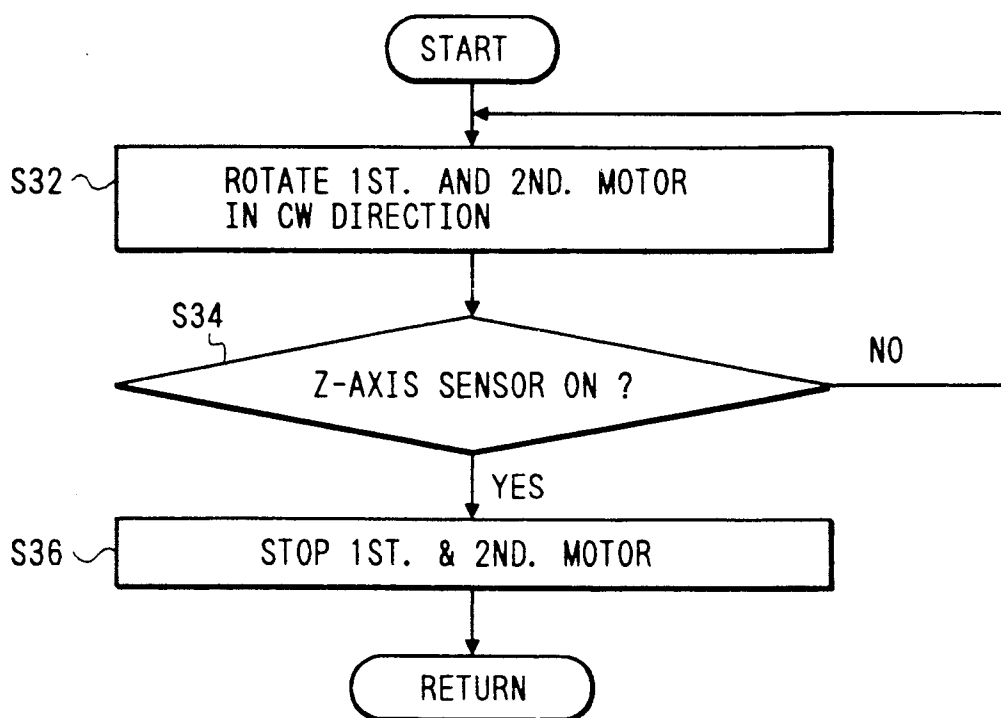 START
S32
ROTATE 1ST. AND 2ND. MOTOR
IN CW DIRECTION
S34
Z-AXIS SENSOR ON ?
NO
YES
S36
STOP 1ST. & 2ND. MOTOR
RETURN